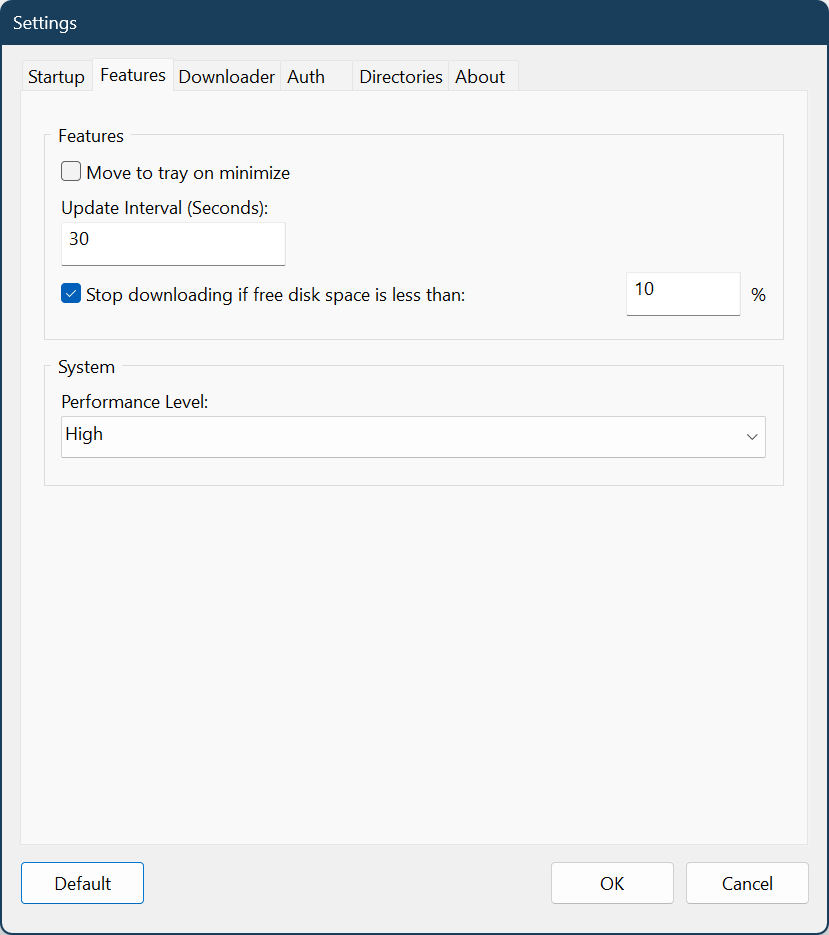 Settings
Startup Features Downloader Auth Directories About
Features
Move to tray on minimize
Update Interval (Seconds):
30
Stop downloading if free disk space is less than: 10 %
System
Performance Level:
High
Default OK Cancel